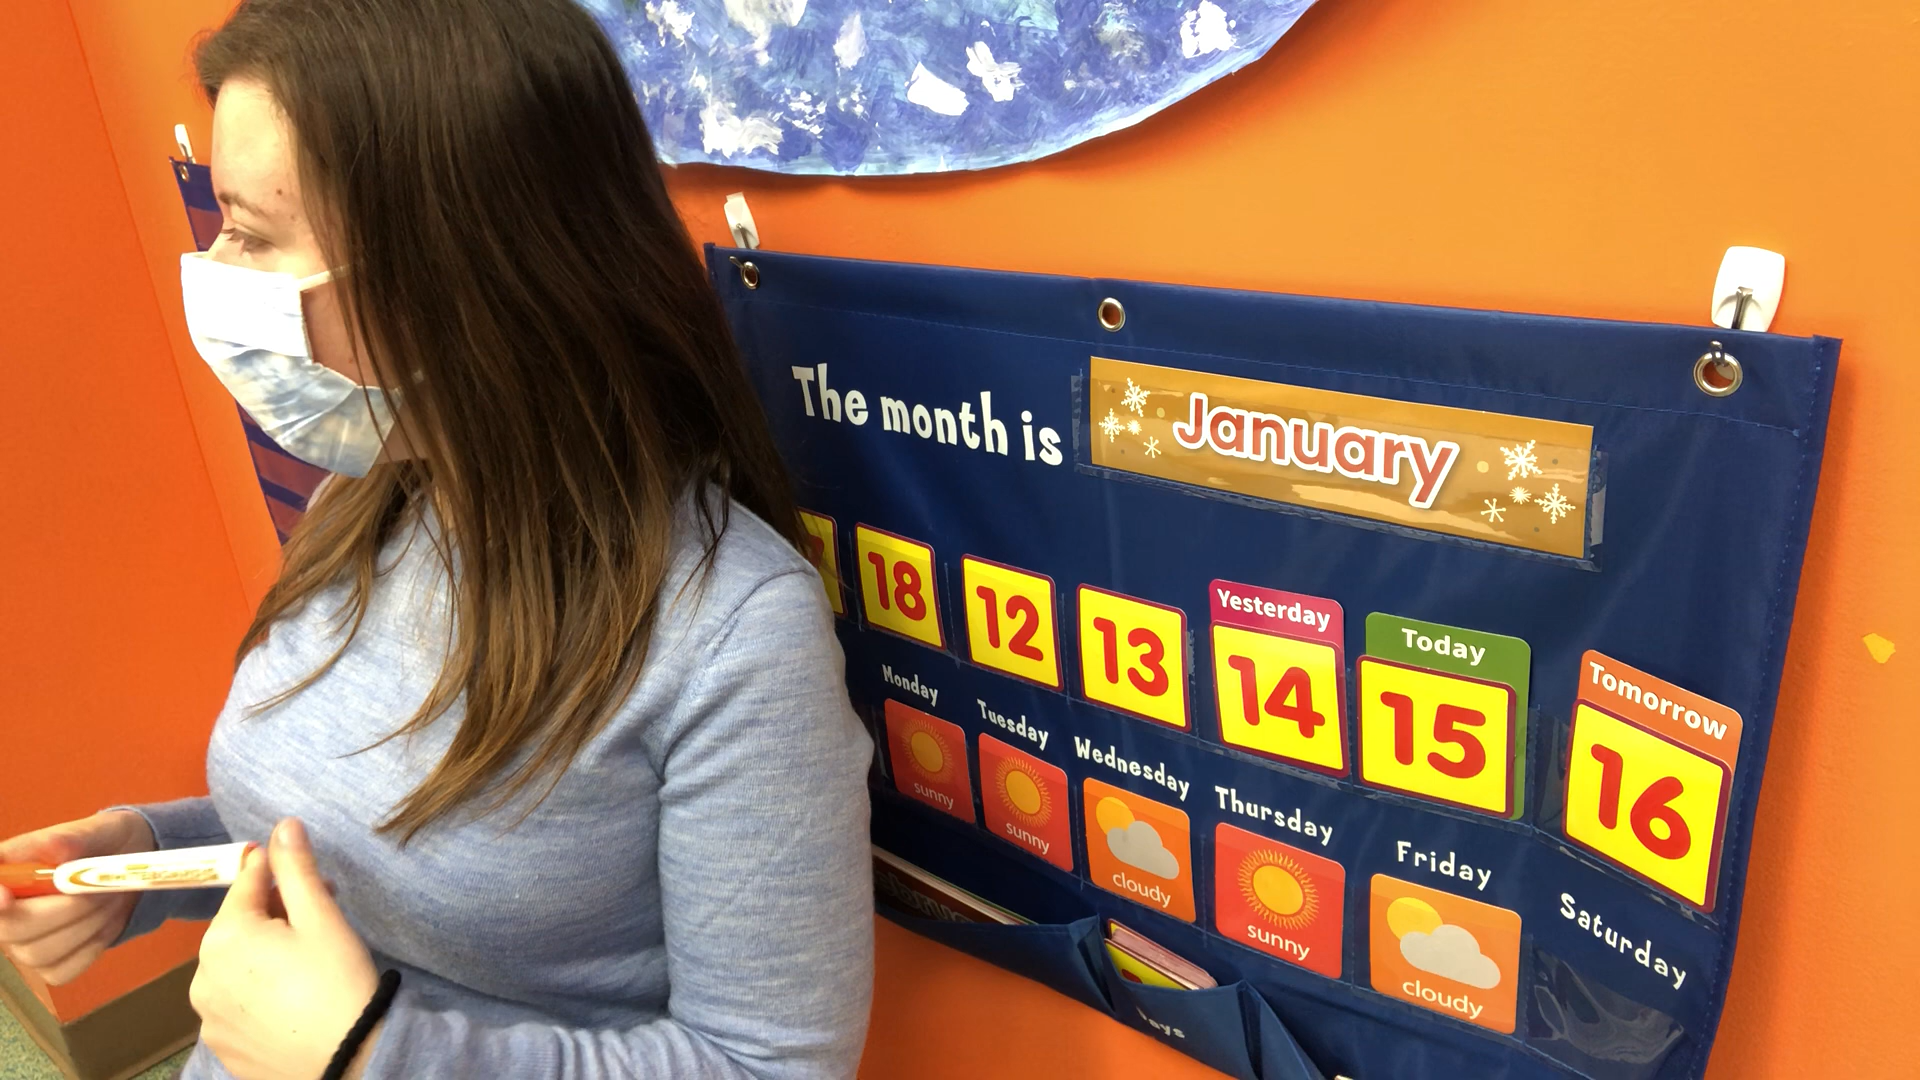 The month is January
18 12 13 14 15 16
Yesterday
Today
Tomorrow
Monday
Tuesday
Wednesday
Thursday
Friday
Saturday
sunny
sunny
cloudy
sunny
cloudy